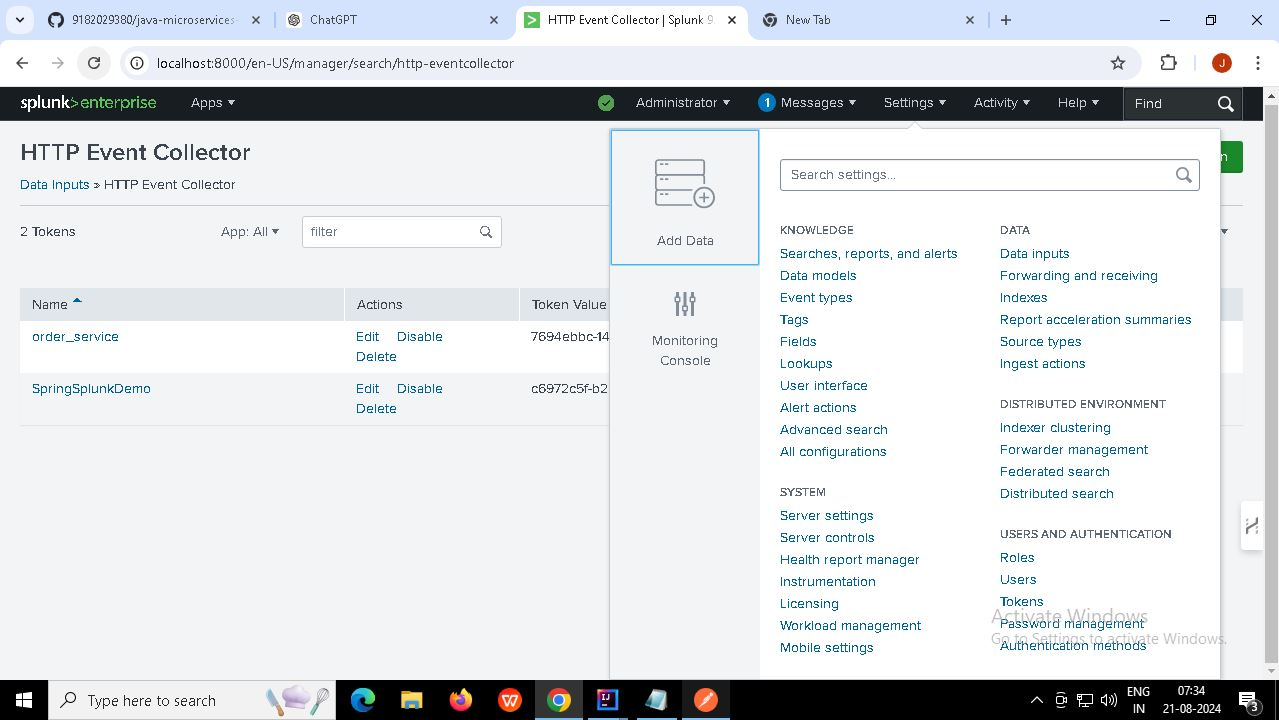 9182029380/java-microservices
ChatGPT
HTTP Event Collector | Splunk 9
New Tab
localhost:8000/en-US/manager/search/http-eventcollector
J
splunk>enterprise
Apps
Administrator
1 Messages
Settings
Activity
Help
Find
HTTP Event Collector
Data Inputs » HTTP Event Collector
2 Tokens
App: All
filter
Name
Actions
Token Value
order_service
Edit
Disable
Delete
7694ebbc-14
SpringSplunkDemo
Edit
Disable
Delete
c6972c5f-b2
Add Data
Monitoring
Console
Search settings...
KNOWLEDGE
Searches, reports, and alerts
Data models
Event types
Tags
Fields
Lookups
User interface
Alert actions
Advanced search
All configurations
SYSTEM
Server settings
Server controls
Health report manager
Instrumentation
Licensing
Workload management
Mobile settings
DATA
Data inputs
Forwarding and receiving
Indexes
Report acceleration summaries
Source types
Ingest actions
DISTRIBUTED ENVIRONMENT
Indexer clustering
Forwarder management
Federated search
Distributed search
USERS AND AUTHENTICATION
Roles
Users
Tokens
Password management
Authentication methods
Activate Windows
Go to Settings to activate Windows.
Type here to search
ENG
IN
07:34
21-08-2024
3